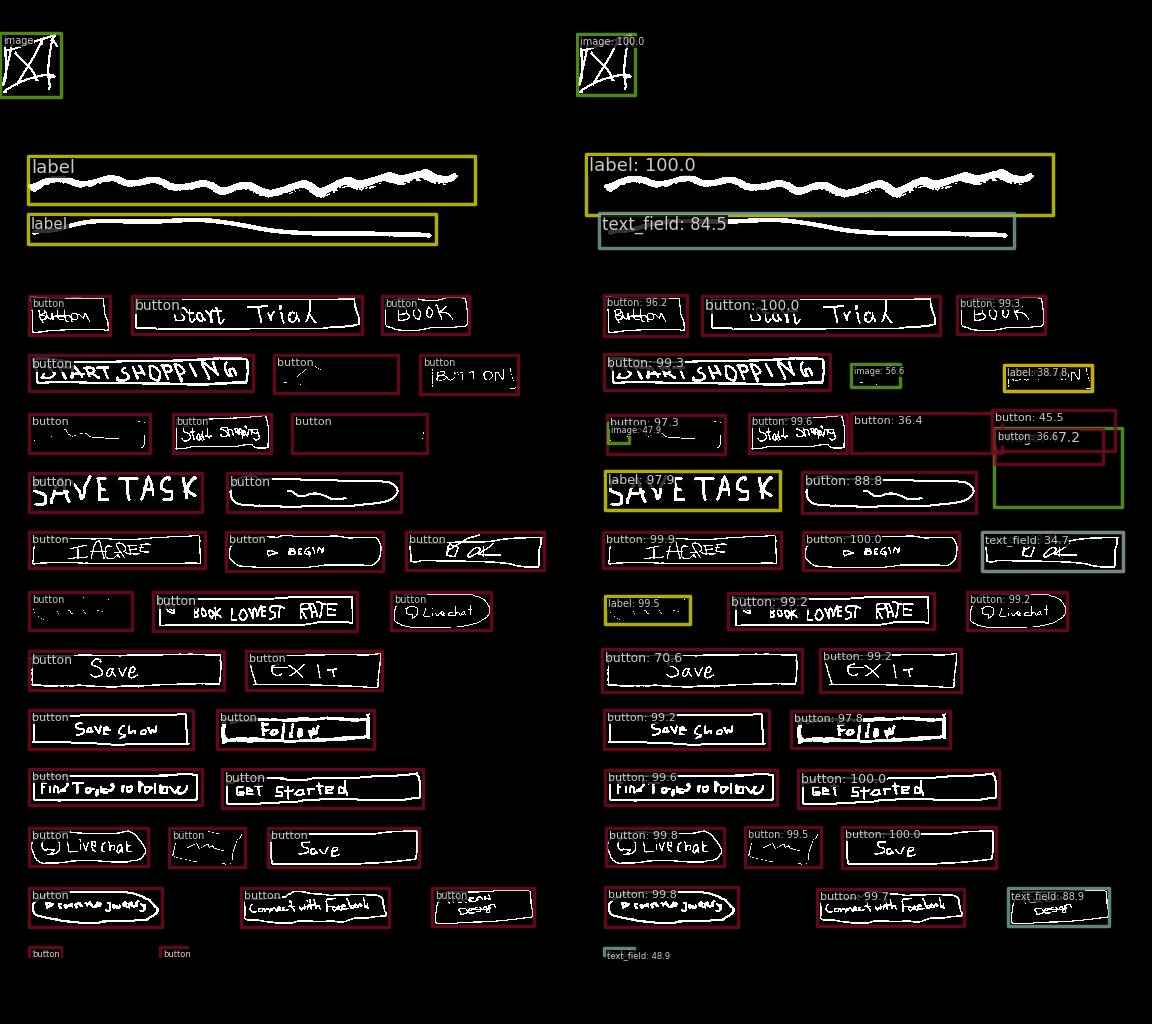 image
image: 100.0
label
label: 100.0
label
text_field: 84.5
button button button
button: 96.2 button: 100.0 button: 99.3
Button Start Trial BOOK
Button Start Trial BOOK
button button button
button: 99.3 image: 56.6 label: 38.7
START SHOPPING BUTTON
START SHOPPING
button button button
button: 97.3 button: 99.6 button: 36.4 button: 45.5
image: 47.9 button: 36.6 7.2
Start Shopping
Start Shopping
button button
label: 97.9 button: 88.8
SAVE TASK
SAVE TASK
button button button
button: 99.9 button: 100.0 text_field: 34.7
I AGREE BEGIN OK
I AGREE BEGIN OK
button button button
label: 99.5 button: 99.2 button: 99.2
BOOK LOWEST RATE Livechat
BOOK LOWEST RATE Livechat
button button
button: 70.6 button: 99.2
Save EXIT
Save EXIT
button button
button: 99.2 button: 97.8
Save Show Follow
Save Show Follow
button button
button: 99.6 button: 100.0
Find Topics to Follow GET Started
Find Topics to Follow GET Started
button button button
button: 99.8 button: 99.5 button: 100.0
Live chat Save
Live chat Save
button button button
button: 99.8 button: 99.7 text_field: 88.9
Connect with Facebook Design
Connect with Facebook Design
button button
text_field: 48.9